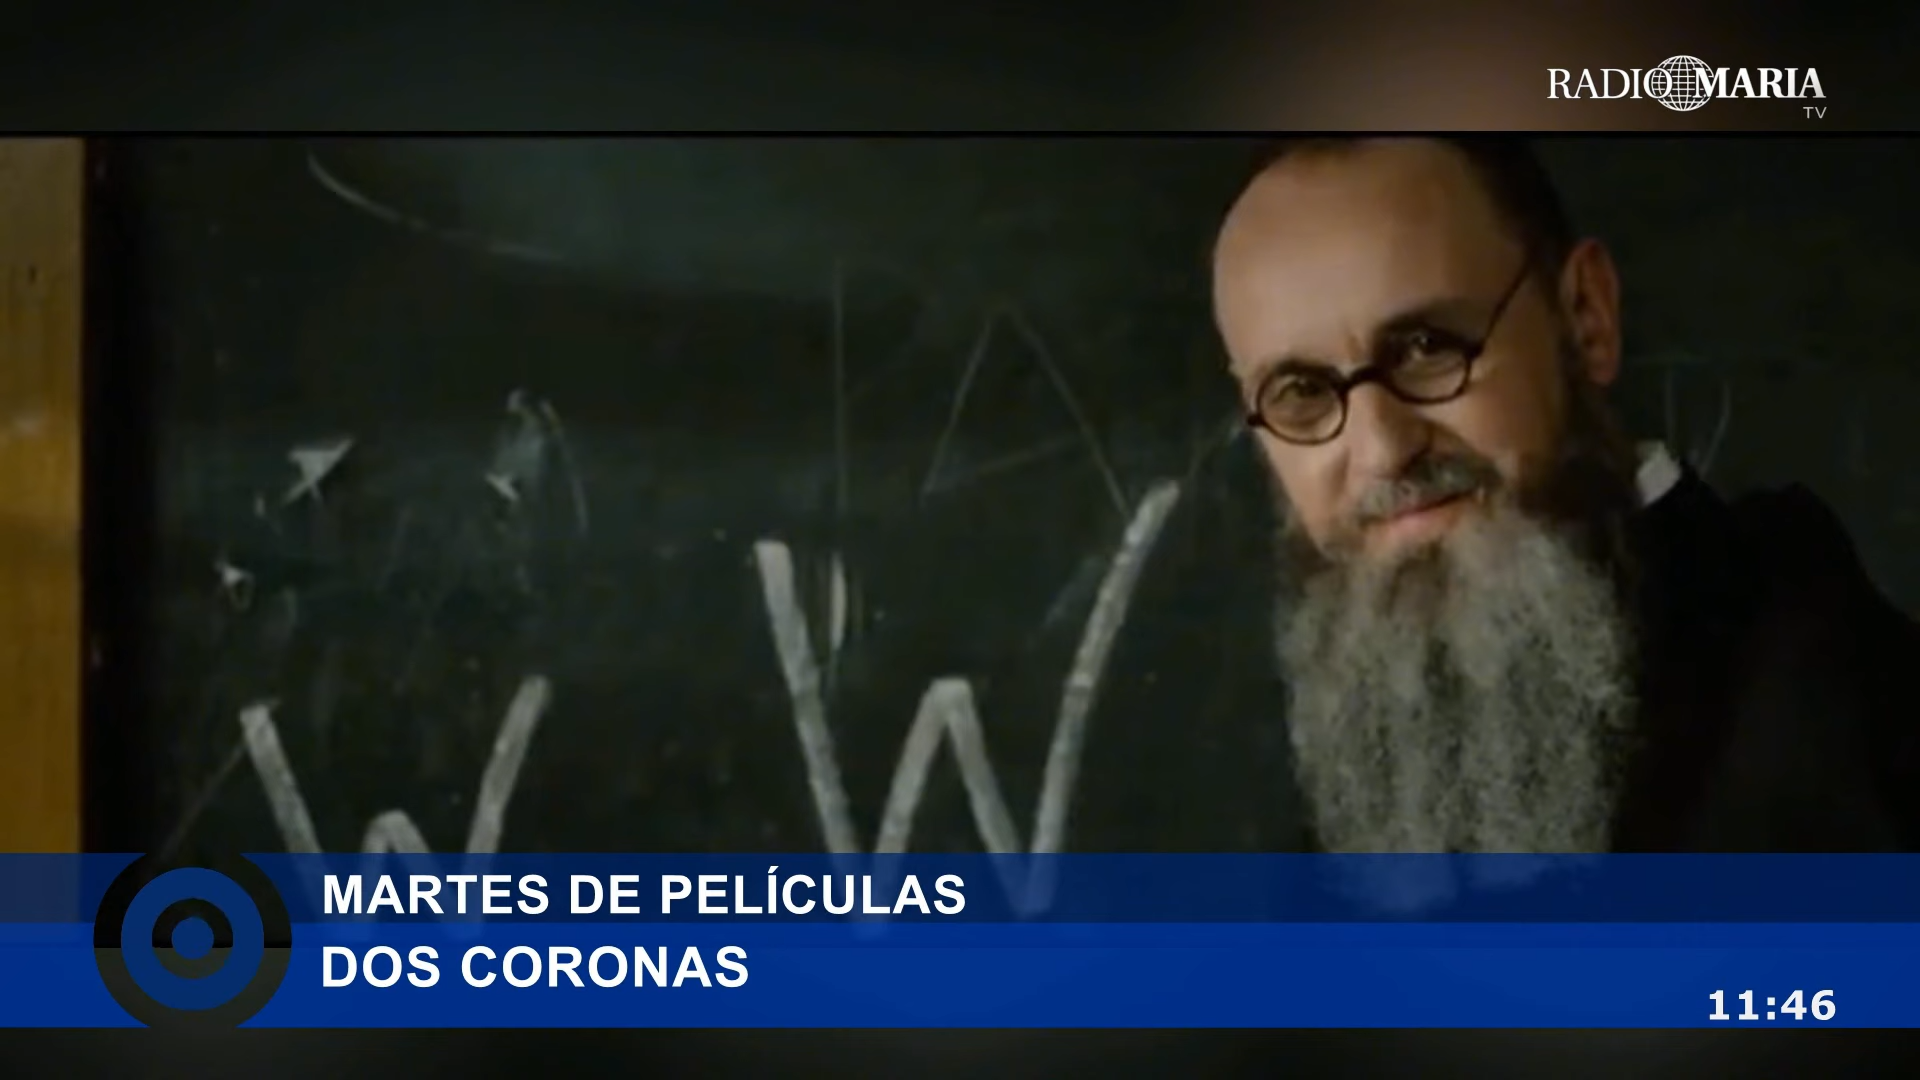 RADIO MARIA
TV
W W
MARTES DE PELÍCULAS
DOS CORONAS
11:46